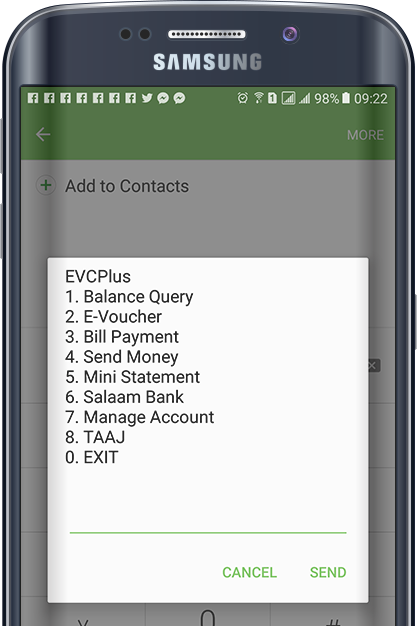 SAMSUNG
98% 09:22
MORE
Add to Contacts
EVCPlus
1. Balance Query
2. E-Voucher
3. Bill Payment
4. Send Money
5. Mini Statement
6. Salaam Bank
7. Manage Account
8. TAAJ
0. EXIT
CANCEL SEND